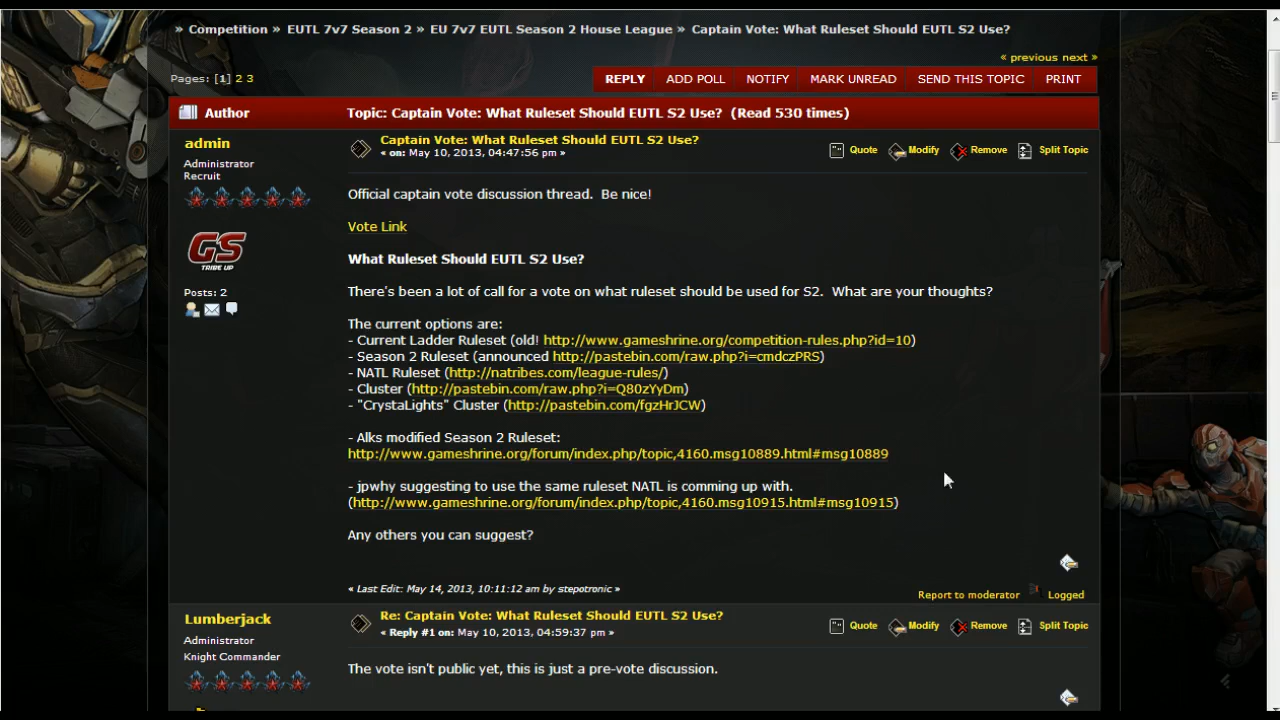 » Competition » EUTL 7v7 Season 2 » EU 7v7 EUTL Season 2 House League » Captain Vote: What Ruleset Should EUTL S2 Use?
« previous next »
Pages: [1] 2 3
REPLY ADD POLL NOTIFY MARK UNREAD SEND THIS TOPIC PRINT
Author Topic: Captain Vote: What Ruleset Should EUTL S2 Use? (Read 530 times)
admin
Administrator
Recruit
GS
TRIBE UP
Posts: 2
Captain Vote: What Ruleset Should EUTL S2 Use?
« on: May 10, 2013, 04:47:56 pm »
Quote Modify Remove Split Topic
Official captain vote discussion thread. Be nice!
Vote Link
What Ruleset Should EUTL S2 Use?
There's been a lot of call for a vote on what ruleset should be used for S2. What are your thoughts?
The current options are:
- Current Ladder Ruleset (old! http://www.gameshrine.org/competition-rules.php?id=10)
- Season 2 Ruleset (announced http://pastebin.com/raw.php?i=cmdczPRS)
- NATL Ruleset (http://natribes.com/league-rules/)
- Cluster (http://pastebin.com/raw.php?i=Q80zYyDm)
- "CrystaLights" Cluster (http://pastebin.com/fgzHrJCW)
- Alks modified Season 2 Ruleset:
http://www.gameshrine.org/forum/index.php/topic,4160.msg10889.html#msg10889
- jpwhy suggesting to use the same ruleset NATL is comming up with.
(http://www.gameshrine.org/forum/index.php/topic,4160.msg10915.html#msg10915)
Any others you can suggest?
« Last Edit: May 14, 2013, 10:11:12 am by stepotronic »
Report to moderator Logged
Lumberjack
Administrator
Knight Commander
Re: Captain Vote: What Ruleset Should EUTL S2 Use?
« Reply #1 on: May 10, 2013, 04:59:37 pm »
Quote Modify Remove Split Topic
The vote isn't public yet, this is just a pre-vote discussion.